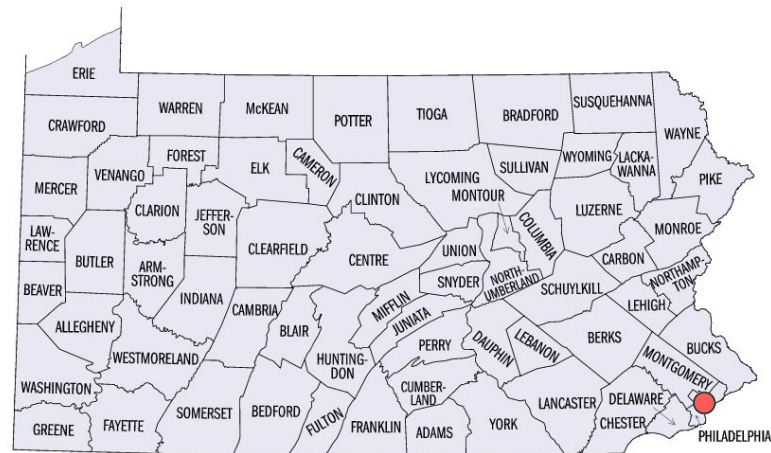 ERIE
CRAWFORD
WARREN
McKEAN
POTTER
TIOGA
BRADFORD
SUSQUEHANNA
WAYNE
FOREST
ELK
CAMERON
VENANGO
MERCER
CLARION
JEFFER-
SON
CLINTON
LYCOMING
MONTOUR
SULLIVAN
WYOMING
LACKA-
WANNA
PIKE
LUZERNE
COLUMBIA
MONROE
LAW-
RENCE
BUTLER
ARM-
STRONG
CLEARFIELD
CENTRE
UNION
SNYDER
NORTH-
UMBERLAND
CARBON
NORTHAMP-
TON
BEAVER
INDIANA
CAMBRIA
BLAIR
MIFFLIN
JUNIATA
SCHUYLKILL
LEHIGH
ALLEGHENY
WESTMORELAND
HUNTING-
DON
PERRY
DAUPHIN
LEBANON
BERKS
BUCKS
MONTGOMERY
WASHINGTON
CUMBER-
LAND
LANCASTER
DELAWARE
CHESTER
GREENE
FAYETTE
SOMERSET
BEDFORD
FULTON
FRANKLIN
ADAMS
YORK
PHILADELPHIA